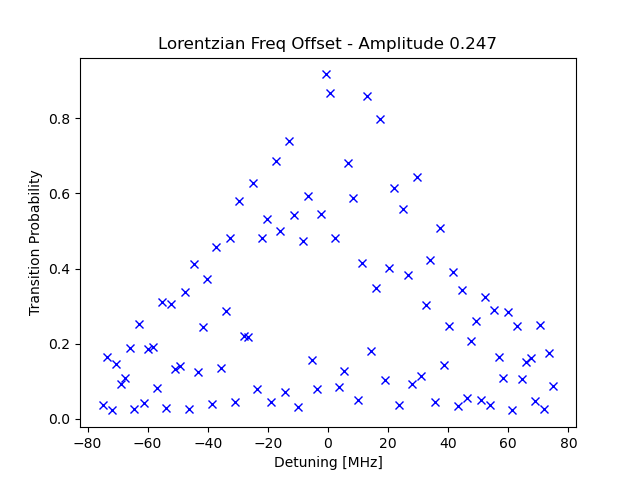 Lorentzian Freq Offset - Amplitude 0.247
Transition Probability
0.8
0.6
0.4
0.2
0.0
−80 −60 −40 −20 0 20 40 60 80
Detuning [MHz]